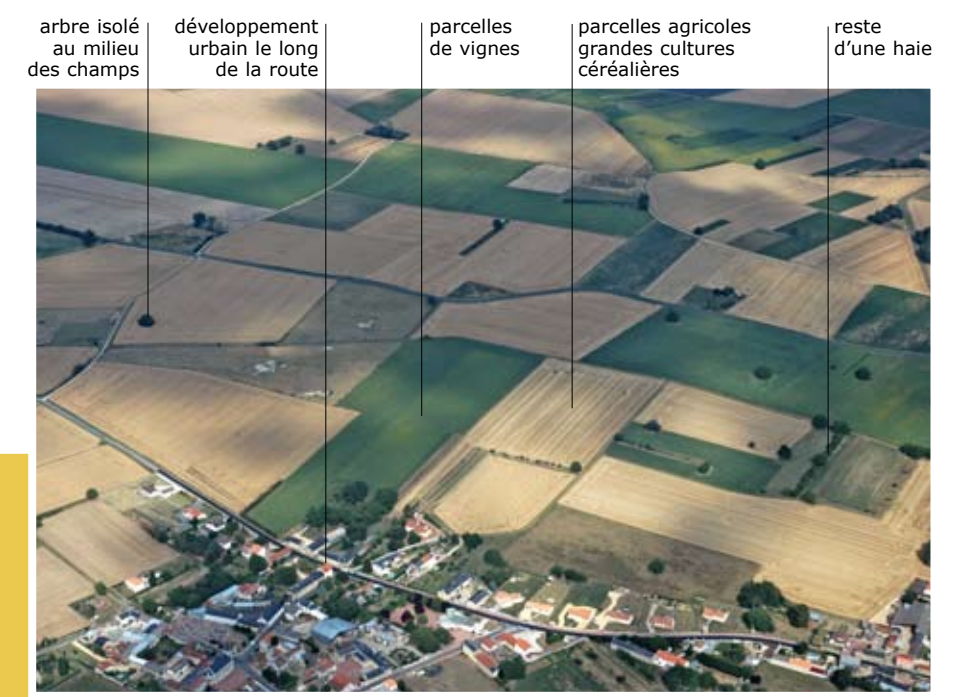 arbre isolé
au milieu
des champs
développement
urbain le long
de la route
parcelles
de vignes
parcelles agricoles
grandes cultures
céréalières
reste
d’une haie